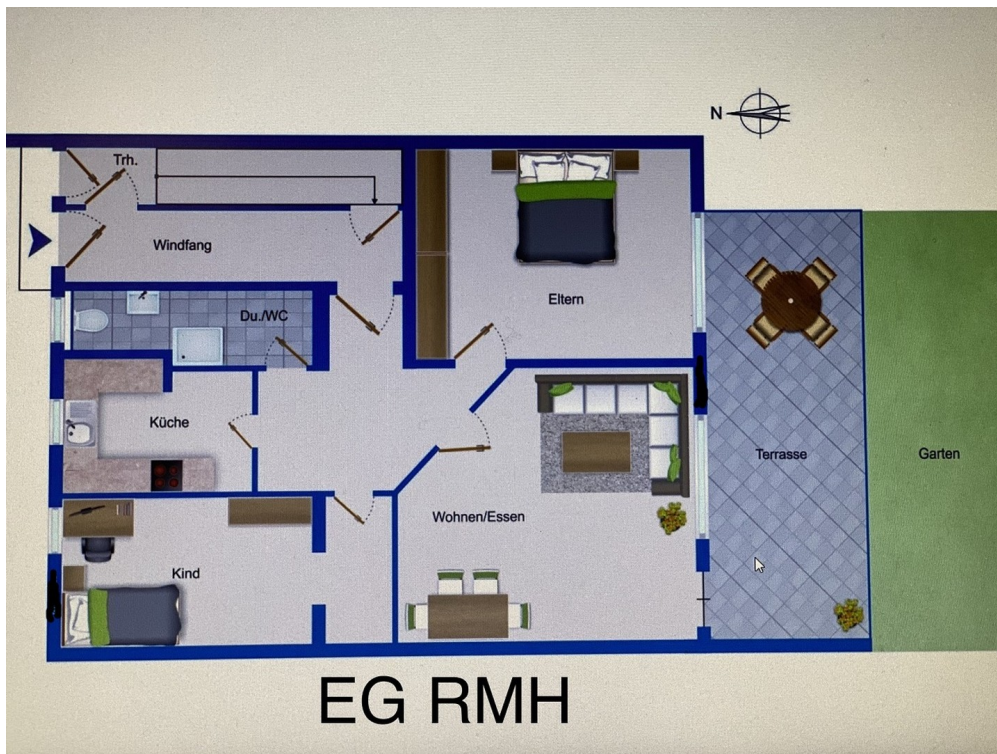 N
Trh.
Windfang
Du./WC
Eltern
Küche
Terrasse
Garten
Wohnen/Essen
Kind
EG RMH